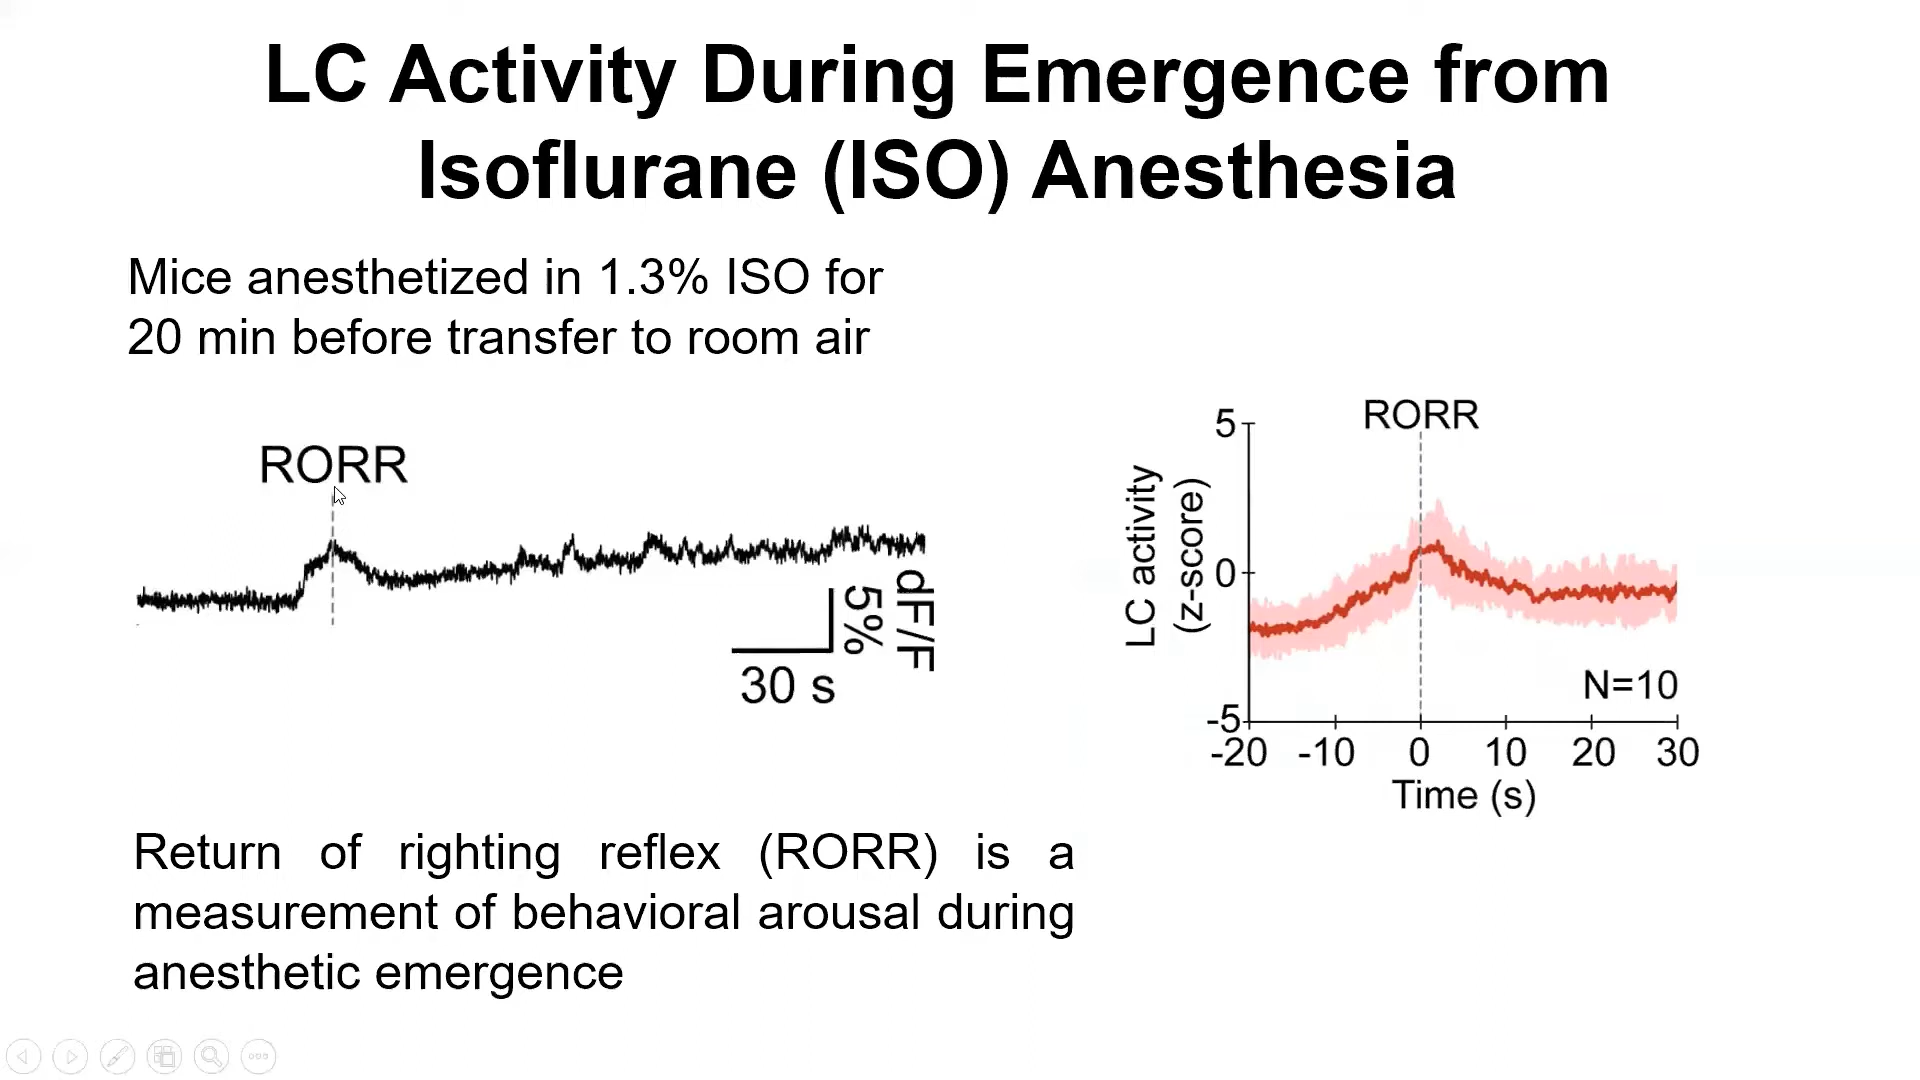 LC Activity During Emergence from
Isoflurane (ISO) Anesthesia
Mice anesthetized in 1.3% ISO for
20 min before transfer to room air
RORR
5%
dF/F
30 s
RORR
LC activity
(z-score)
5
0
-5
N=10
-20 -10 0 10 20 30
Time (s)
Return of righting reflex (RORR) is a
measurement of behavioral arousal during
anesthetic emergence